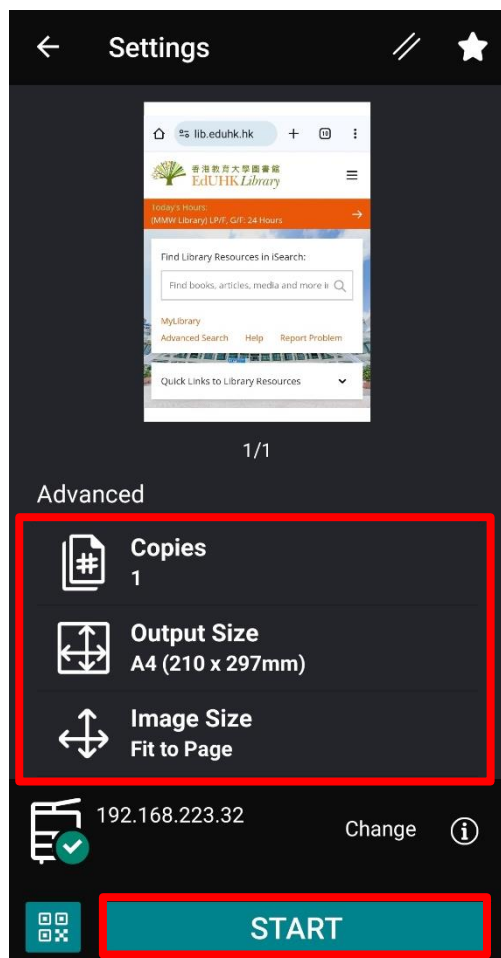 Settings
lib.eduhk.hk
10
香港教育大學圖書館
EdUHK Library
Today's Hours:
(MMW Library) LP/F, G/F: 24 Hours
Find Library Resources in iSearch:
Find books, articles, media and more i
MyLibrary
Advanced Search Help Report Problem
Quick Links to Library Resources
1/1
Advanced
Copies
1
Output Size
A4 (210 x 297mm)
Image Size
Fit to Page
192.168.223.32
Change
START